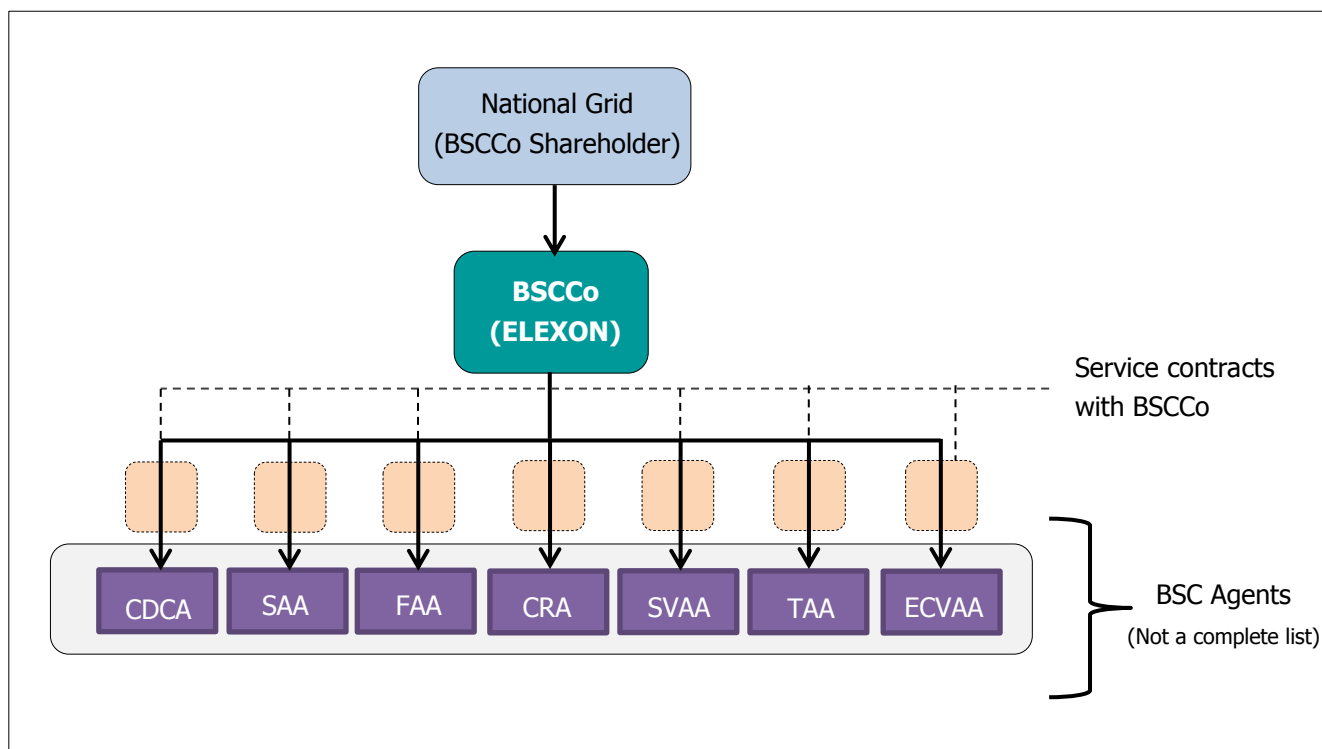 National Grid
(BSCCo Shareholder)
BSCCo
(ELEXON)
Service contracts
with BSCCo
CDCA
SAA
FAA
CRA
SVAA
TAA
ECVAA
BSC Agents
(Not a complete list)